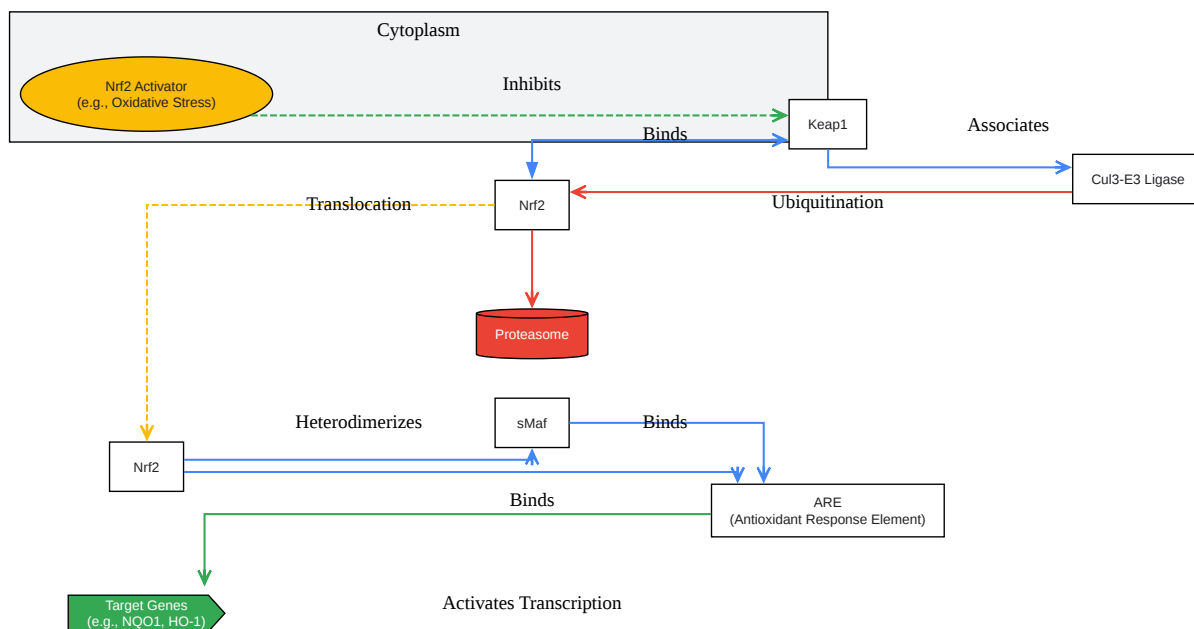 Cytoplasm
Nrf2 Activator
(e.g., Oxidative Stress)
Inhibits
Keap1
Associates
Binds
Cul3-E3 Ligase
Nrf2
Translocation
Ubiquitination
Proteasome
Heterodimerizes
sMaf
Binds
Nrf2
Binds
ARE
(Antioxidant Response Element)
Target Genes
(e.g., NQO1, HO-1)
Activates Transcription